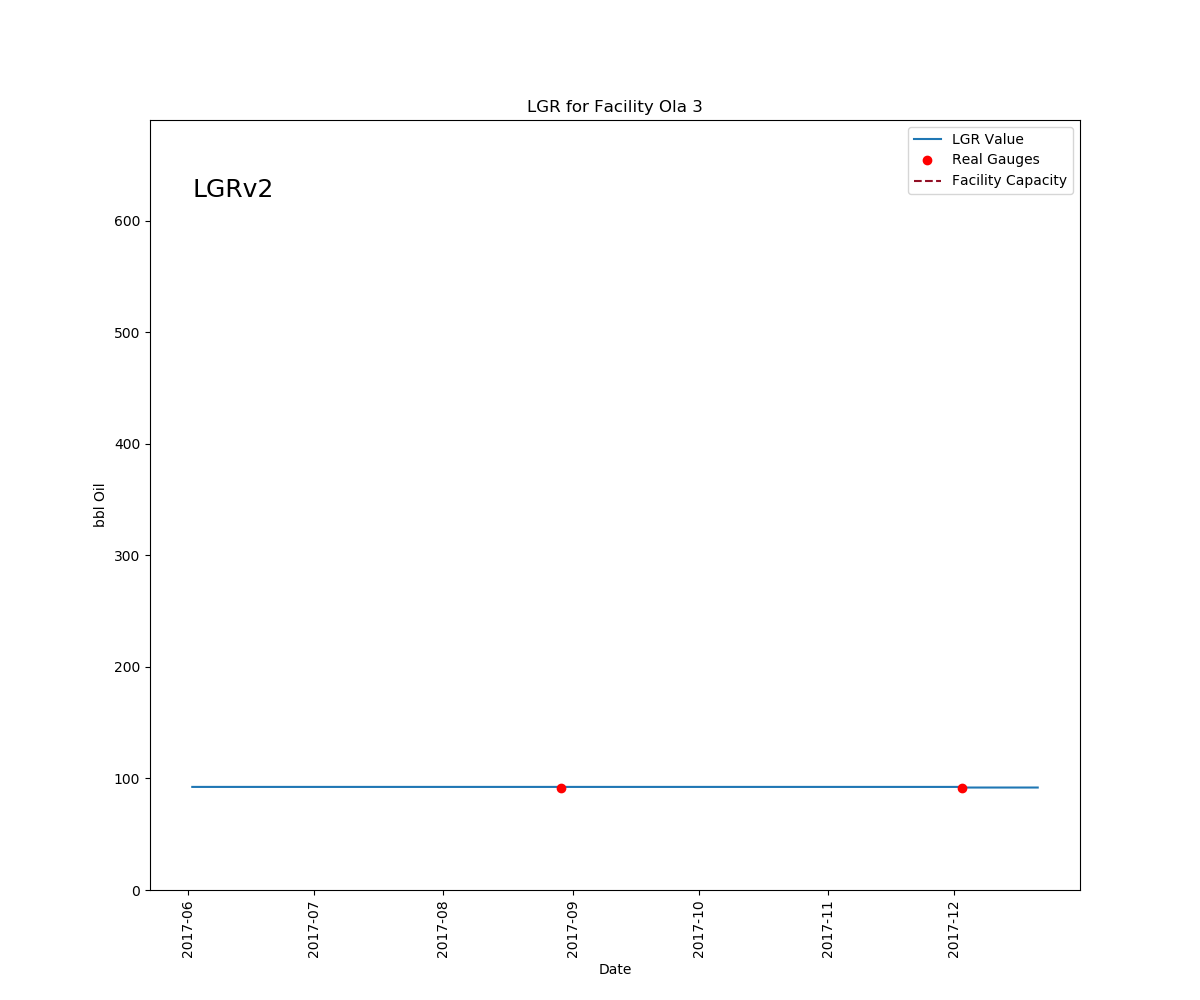 LGR for Facility Ola 3
LGR Value
Real Gauges
Facility Capacity
LGRv2
600
500
400
300
200
100
0
bbl Oil
2017-06
2017-07
2017-08
2017-09
2017-10
2017-11
2017-12
Date